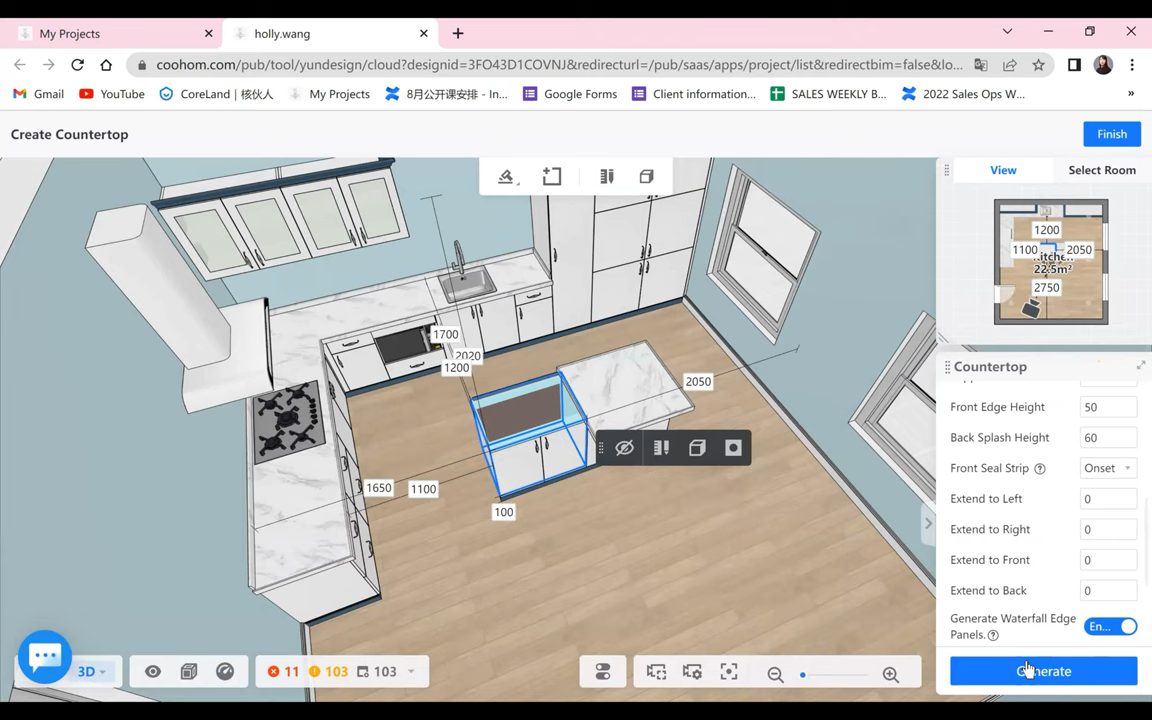 My Projects
holly.wang
coohom.com/pub/tool/yundesign/cloud?designid=3FO43D1COVNJ&redirecturl=/pub/saas/apps/project/list&redirectbim=false&lo...
Gmail
YouTube
CoreLand | 核伙人
My Projects
8月公开课安排 - In...
Google Forms
Client information...
SALES WEEKLY B...
2022 Sales Ops W...
»
Create Countertop
Finish
View
Select Room
1200
1100
2050
Kitchen
22.5m²
2750
1700
2020
1200
2050
1650
1100
100
Countertop
Front Edge Height
50
Back Splash Height
60
Front Seal Strip
Onset
Extend to Left
0
Extend to Right
0
Extend to Front
0
Extend to Back
0
Generate Waterfall Edge
Panels.
En...
Generate
3D
11
103
103